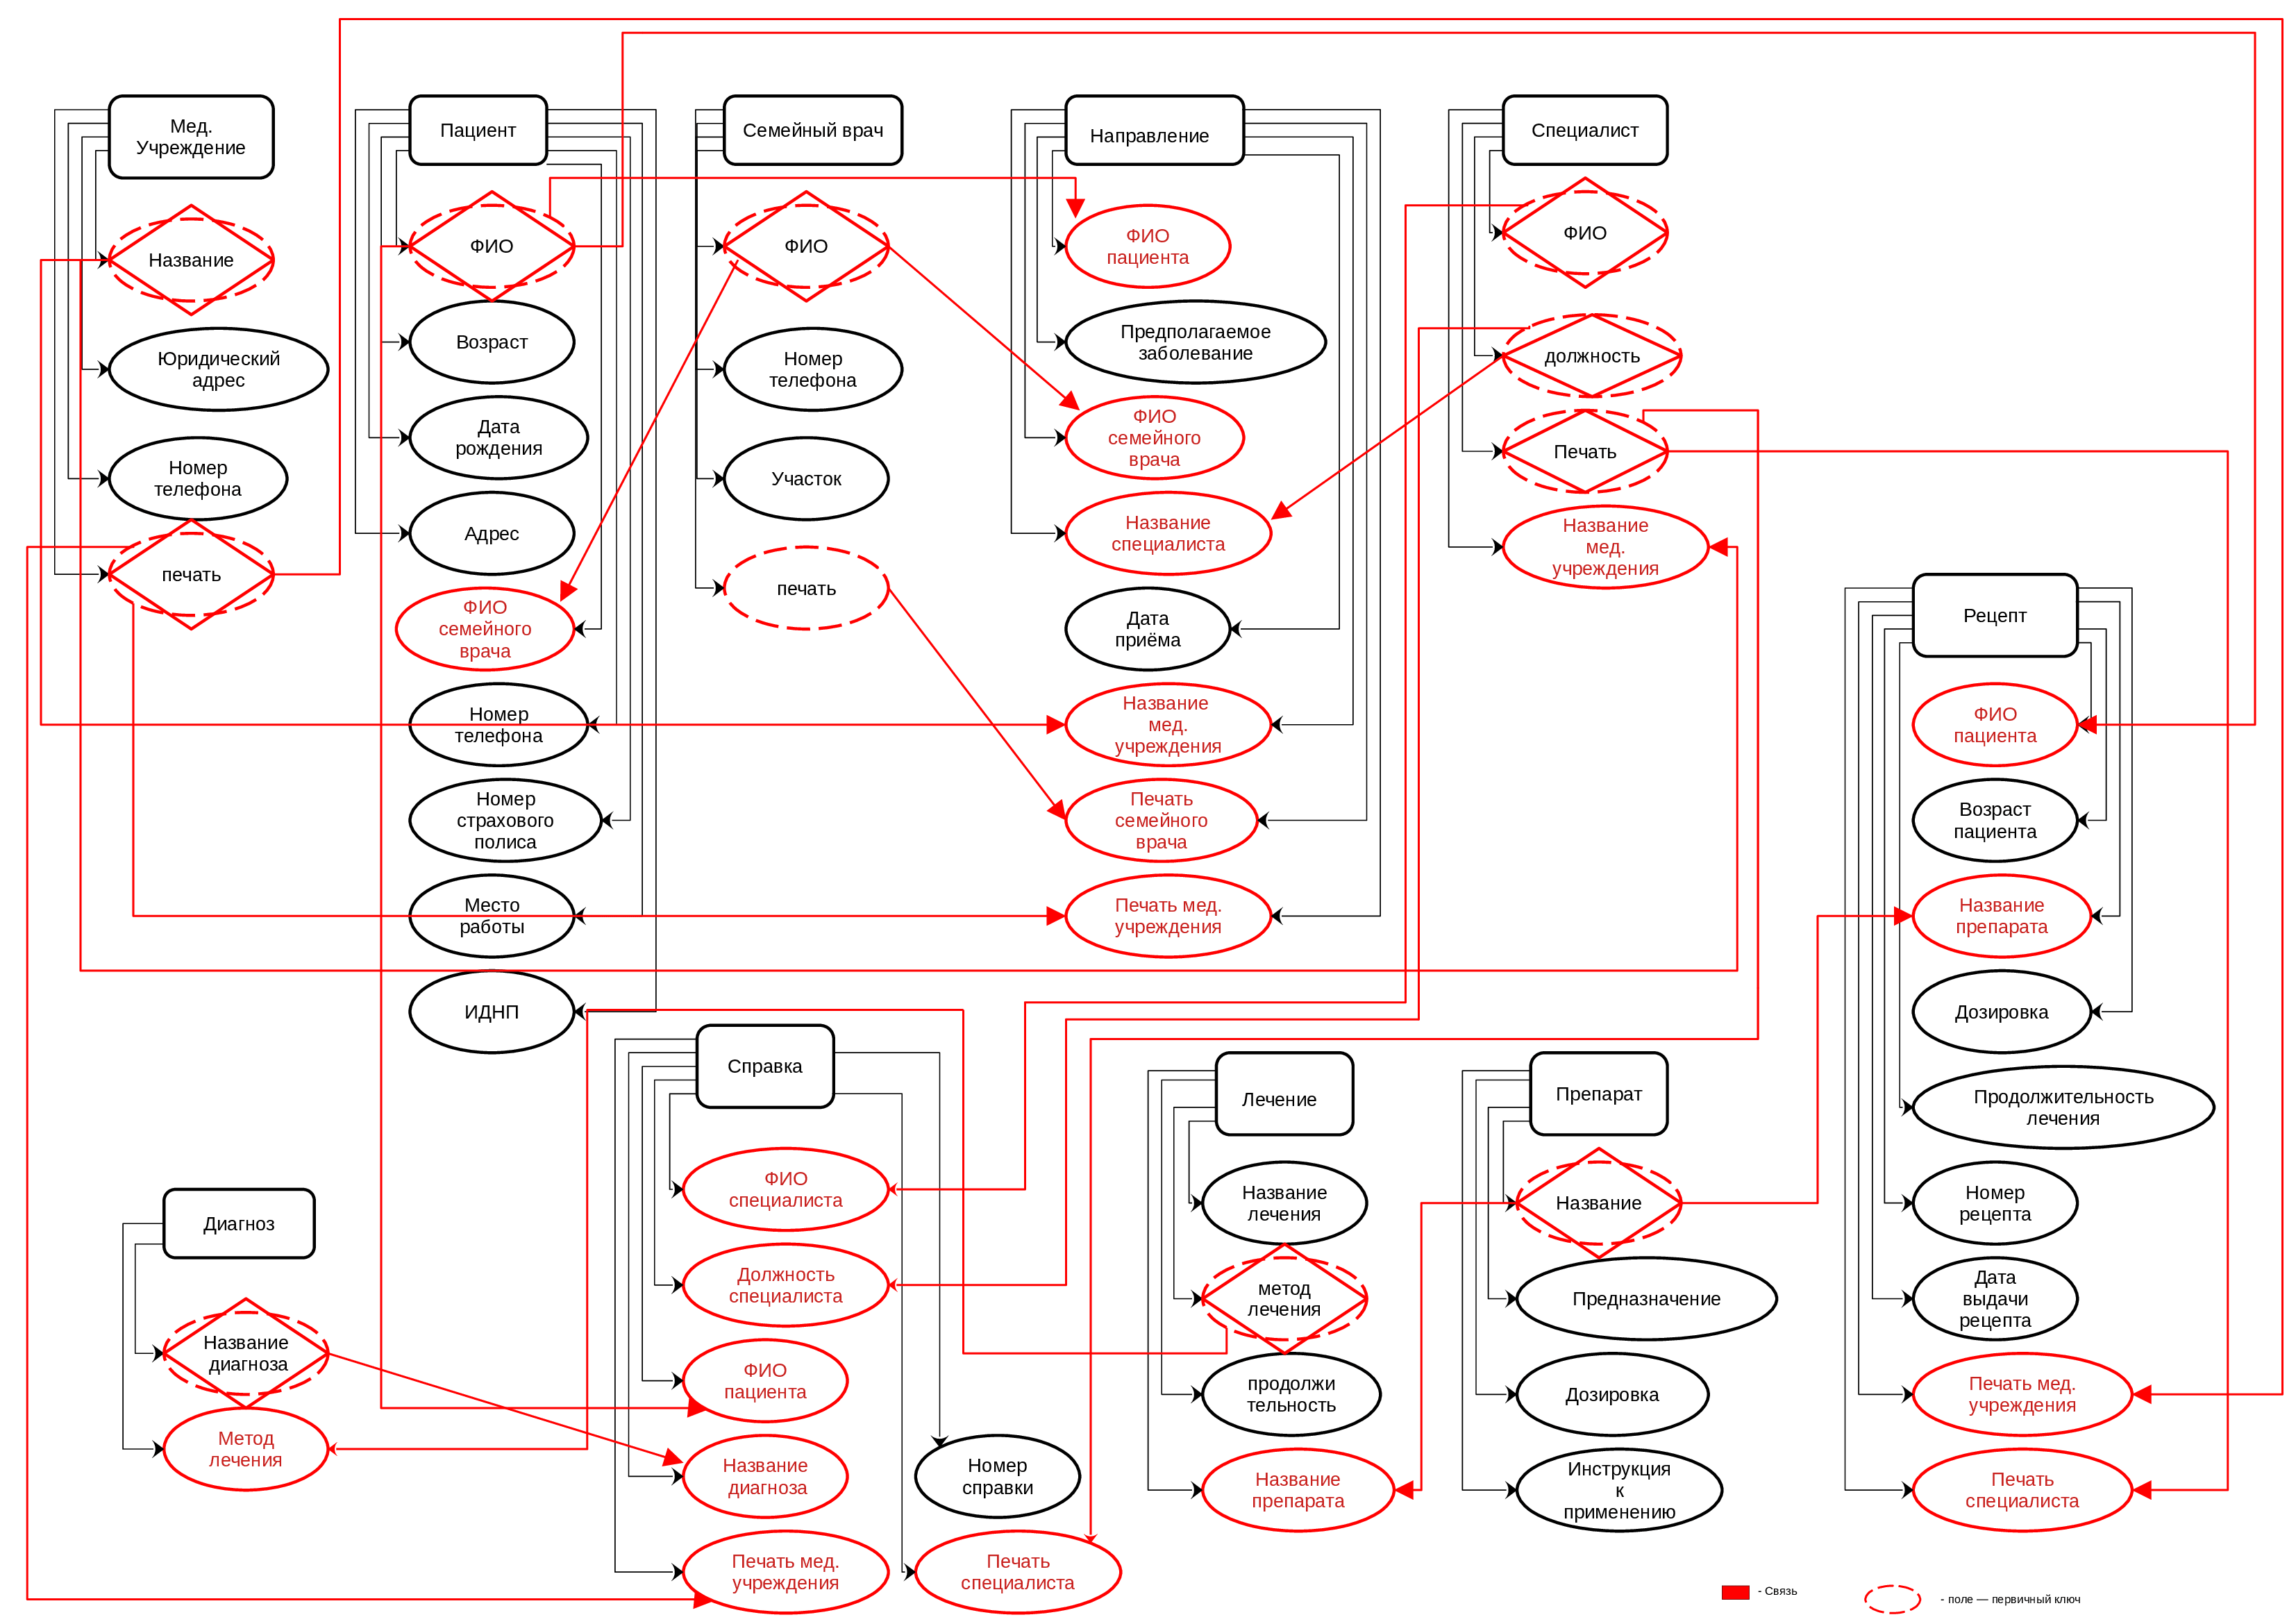 Мед.
Учреждение
Название
Юридический
адрес
Номер
телефона
печать
Пациент
ФИО
Возраст
Дата
рождения
Адрес
ФИО
семейного
врача
Номер
телефона
Номер
страхового
полиса
Место
работы
ИДНП
Семейный врач
ФИО
Номер
телефона
Участок
печать
Направление
ФИО
пациента
Предполагаемое
заболевание
ФИО
семейного
врача
Название
специалиста
Дата
приёма
Название
мед.
учреждения
Печать
семейного
врача
Печать мед.
учреждения
Специалист
ФИО
должность
Печать
Название
мед.
учреждения
Рецепт
ФИО
пациента
Возраст
пациента
Название
препарата
Дозировка
Продолжительность
лечения
Номер
рецепта
Дата
выдачи
рецепта
Печать мед.
учреждения
Печать
специалиста
Диагноз
Название
диагноза
Метод
лечения
Справка
ФИО
специалиста
Должность
специалиста
ФИО
пациента
Название
диагноза
Печать мед.
учреждения
Номер
справки
Печать
специалиста
Лечение
Название
лечения
метод
лечения
продолжи
тельность
Название
препарата
Препарат
Название
Предназначение
Дозировка
Инструкция
к
применению
- Связь
- поле — первичный ключ